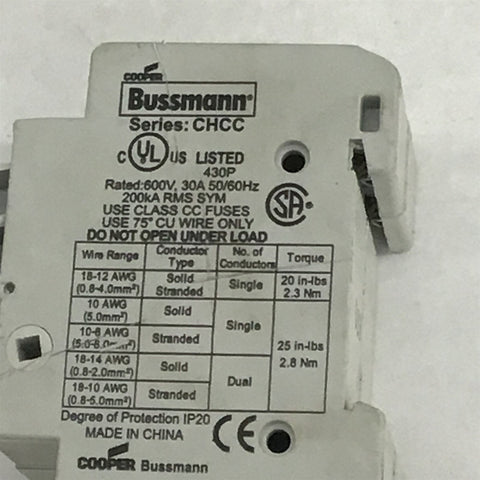 COOPER
Bussmann®
Series: CHCC
C UL US LISTED
430P
Rated:600V, 30A 50/60Hz
200kA RMS SYM
USE CLASS CC FUSES
USE 75° CU WIRE ONLY
SA
DO NOT OPEN UNDER LOAD
Wire Range Conductor Type No. of Conductors Torque
18-12 AWG (0.8-4.0mm²) Solid Stranded Single 20 in-lbs 2.3 Nm
10 AWG (5.0mm²) Solid Single 25 in-lbs 2.8 Nm
10-8 AWG (5.0-8.0mm²) Stranded
18-14 AWG (0.8-2.0mm²) Solid Dual
18-10 AWG (0.8-5.0mm²) Stranded
Degree of Protection IP20
MADE IN CHINA
CE
COOPER Bussmann